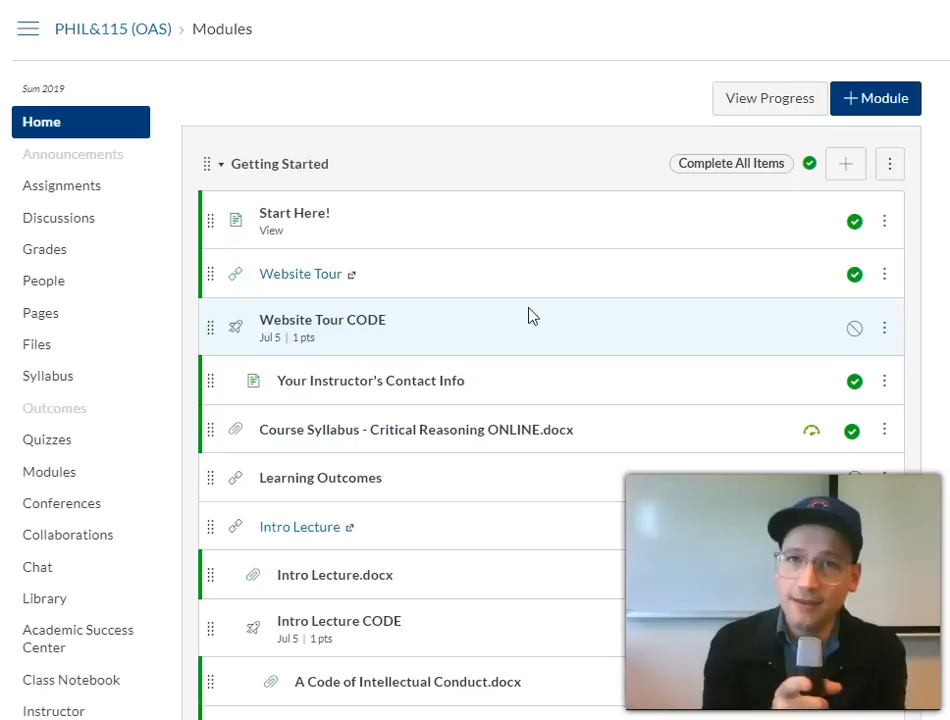 PHIL&115 (OAS) › Modules
Sum 2019
View Progress
+ Module
Home
Announcements
Assignments
Discussions
Grades
People
Pages
Files
Syllabus
Outcomes
Quizzes
Modules
Conferences
Collaborations
Chat
Library
Academic Success
Center
Class Notebook
Instructor
Getting Started
Complete All Items
Start Here!
View
Website Tour
Website Tour CODE
Jul 5 | 1 pts
Your Instructor's Contact Info
Course Syllabus - Critical Reasoning ONLINE.docx
Learning Outcomes
Intro Lecture
Intro Lecture.docx
Intro Lecture CODE
Jul 5 | 1 pts
A Code of Intellectual Conduct.docx